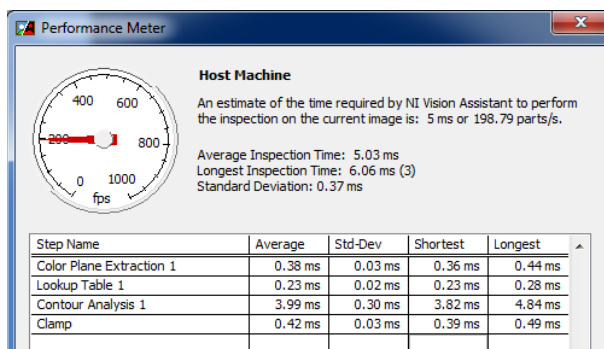 Performance Meter
Host Machine
An estimate of the time required by NI Vision Assistant to perform
the inspection on the current image is: 5 ms or 198.79 parts/s.
Average Inspection Time: 5.03 ms
Longest Inspection Time: 6.06 ms (3)
Standard Deviation: 0.37 ms
400 600
200 800
0 1000
fps
Step Name Average Std-Dev Shortest Longest
Color Plane Extraction 1 0.38 ms 0.03 ms 0.36 ms 0.44 ms
Lookup Table 1 0.23 ms 0.02 ms 0.23 ms 0.28 ms
Contour Analysis 1 3.99 ms 0.30 ms 3.82 ms 4.84 ms
Clamp 0.42 ms 0.03 ms 0.39 ms 0.49 ms